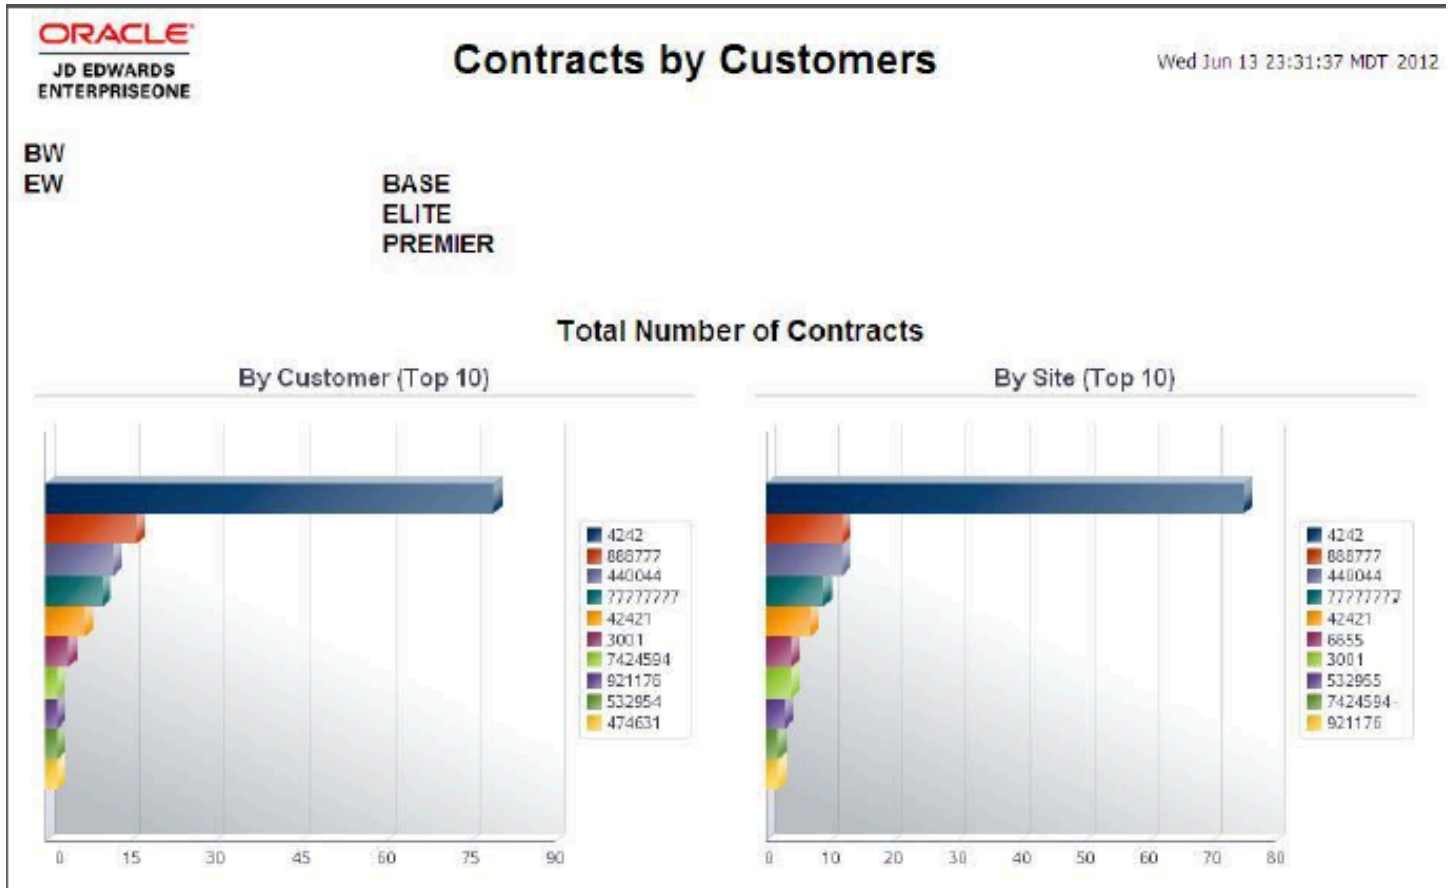 ORACLE
JD EDWARDS
ENTERPRISEONE
Contracts by Customers
Wed Jun 13 23:31:37 MDT 2012
BW
EW
BASE
ELITE
PREMIER
Total Number of Contracts
By Customer (Top 10)
4242
888777
440044
77777777
42421
3001
7424594
921176
532954
474631
0 15 30 45 60 75 90
By Site (Top 10)
4242
888777
440044
77777777
42421
6655
3001
532955
7424594
921176
0 10 20 30 40 50 60 70 80